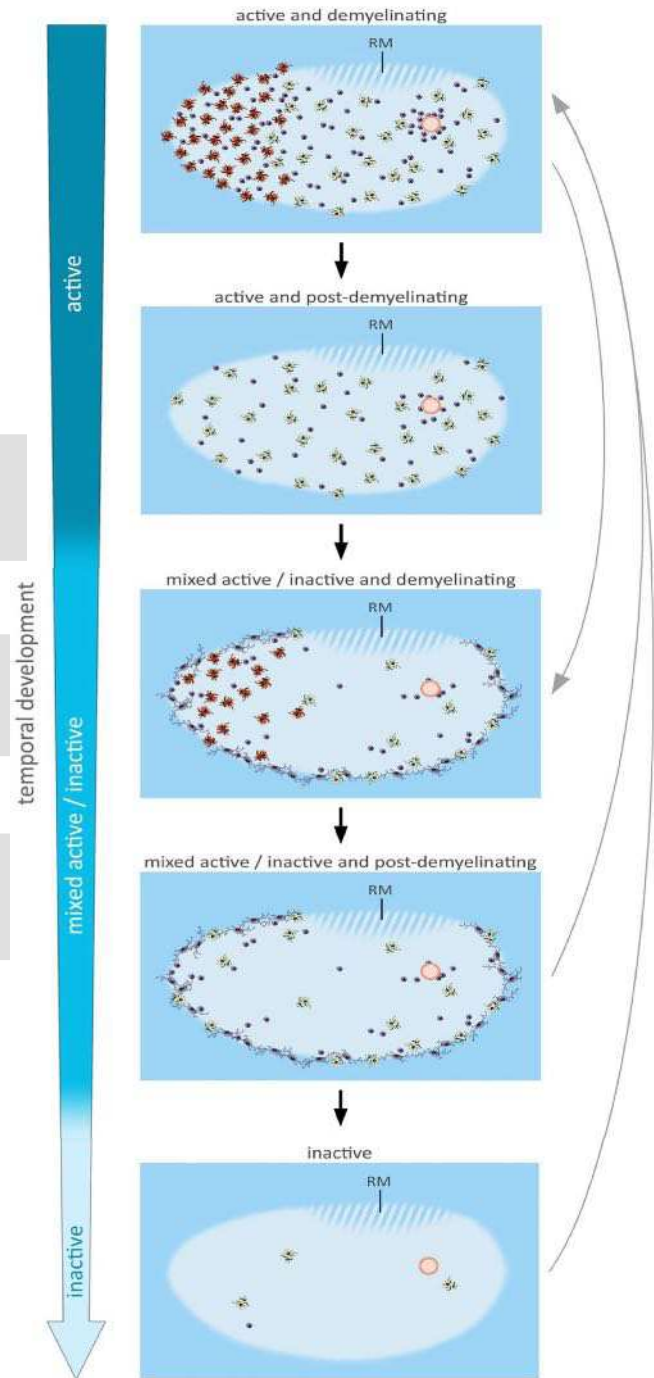 active and demyelinating
RM
active and post-demyelinating
RM
mixed active / inactive and demyelinating
RM
mixed active / inactive and post-demyelinating
RM
inactive
RM
temporal development
active
mixed active / inactive
inactive